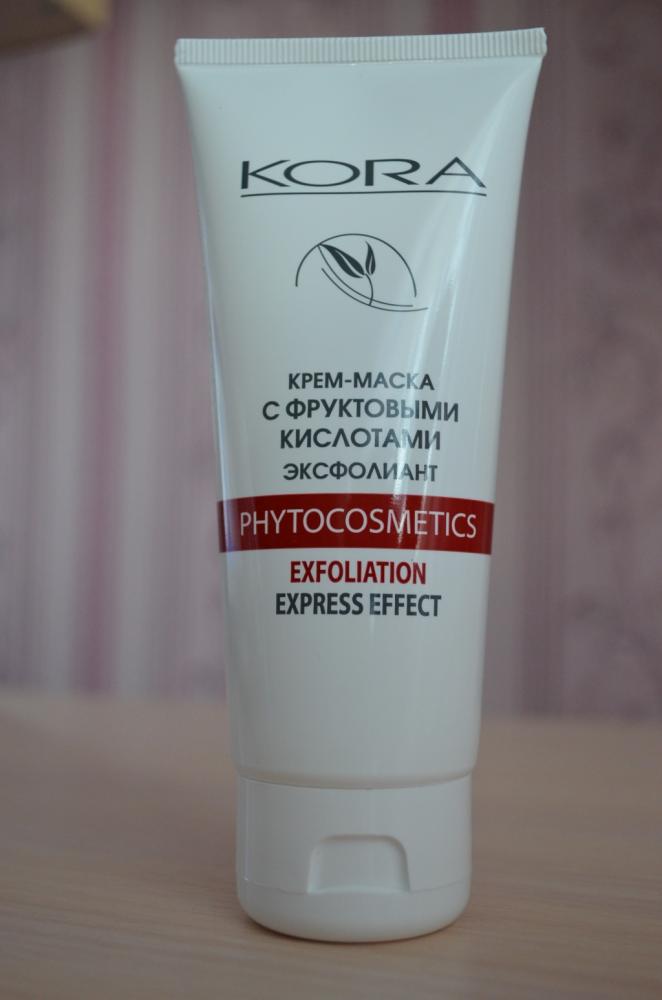 KORA
КРЕМ-МАСКА
С ФРУКТОВЫМИ
КИСЛОТАМИ
ЭКСФОЛИАНТ
PHYTOCOSMETICS
EXFOLIATION
EXPRESS EFFECT